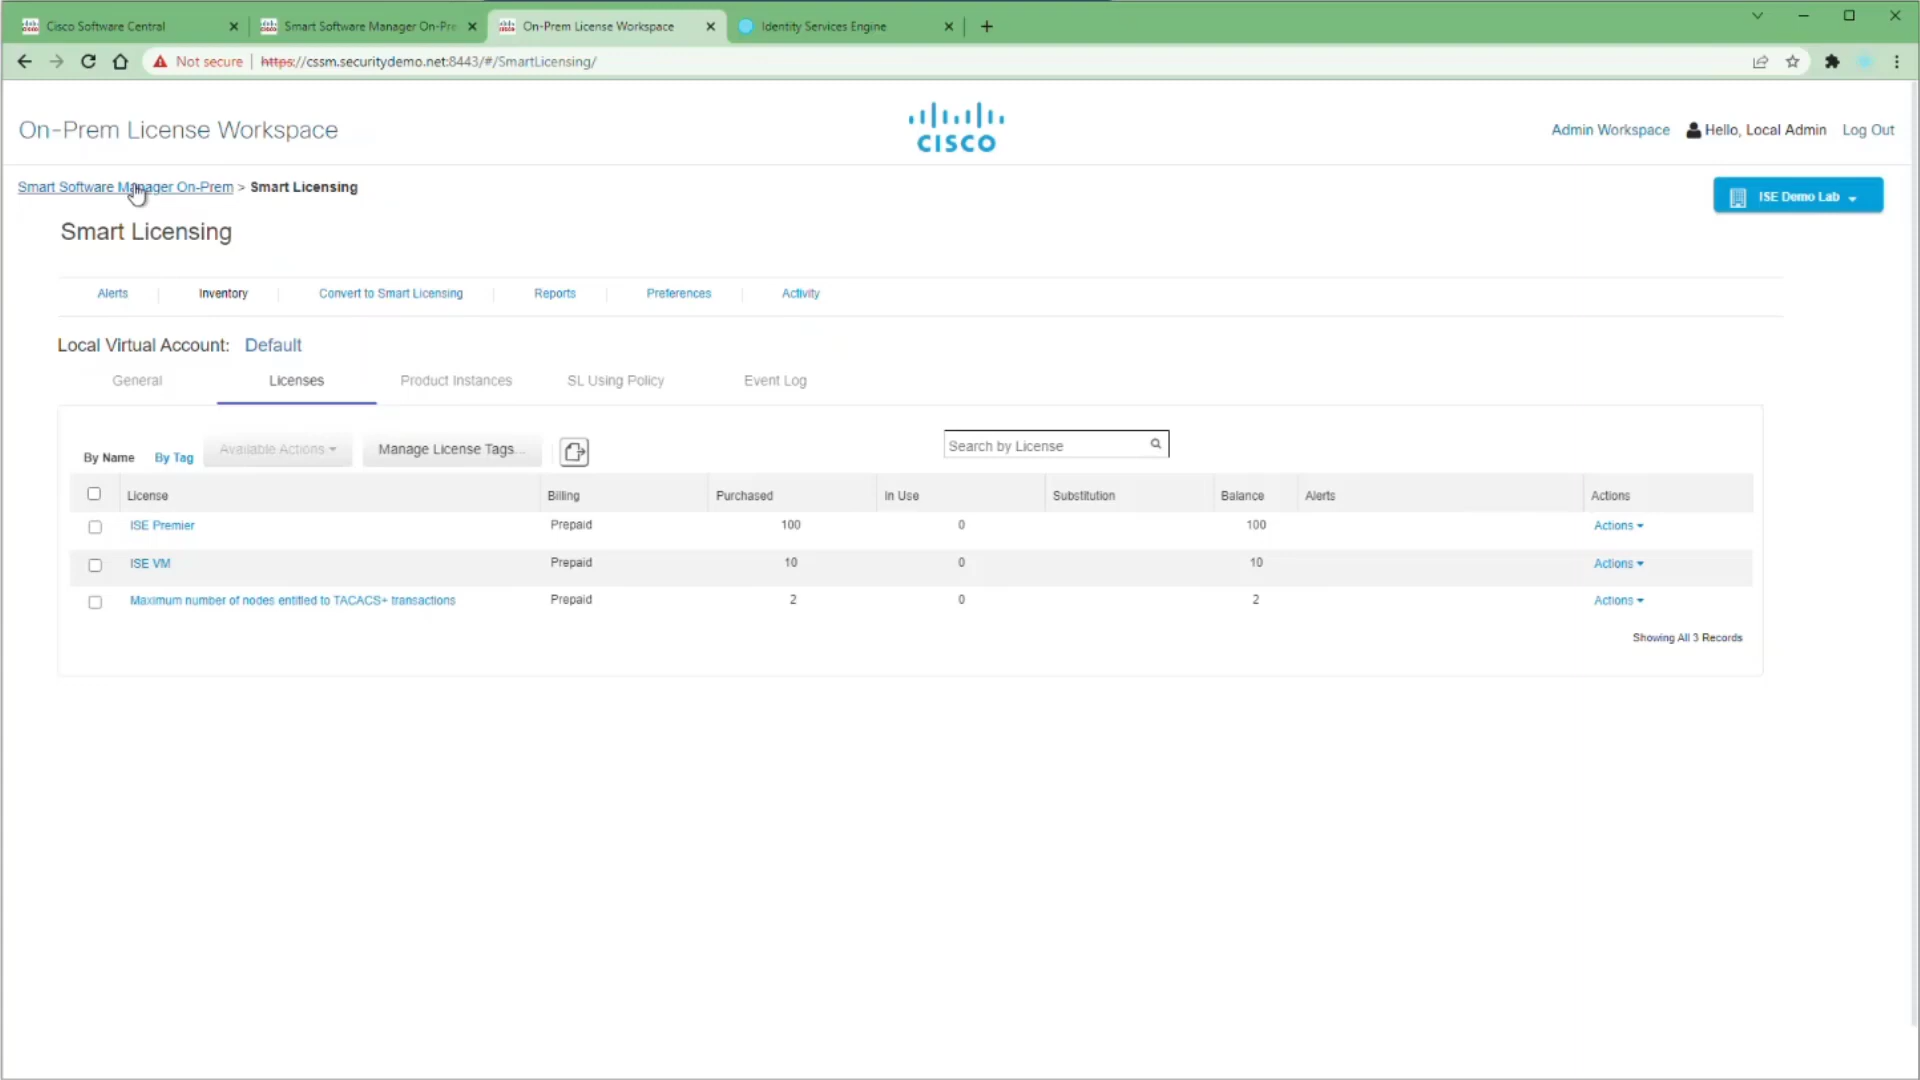 Cisco Software Central
Smart Software Manager On-Pre
On-Prem License Workspace
Identity Services Engine
Not secure https://cssm.securitydemo.net:8443/#/SmartLicensing/
On-Prem License Workspace
CISCO
Admin Workspace Hello, Local Admin Log Out
Smart Software Manager On-Prem > Smart Licensing
ISE Demo Lab
Smart Licensing
Alerts Inventory Convert to Smart Licensing Reports Preferences Activity
Local Virtual Account: Default
General Licenses Product Instances SL Using Policy Event Log
By Name By Tag Available Actions Manage License Tags... Search by License
License Billing Purchased In Use Substitution Balance Alerts Actions
ISE Premier Prepaid 100 0 100 Actions
ISE VM Prepaid 10 0 10 Actions
Maximum number of nodes entitled to TACACS+ transactions Prepaid 2 0 2 Actions
Showing All 3 Records